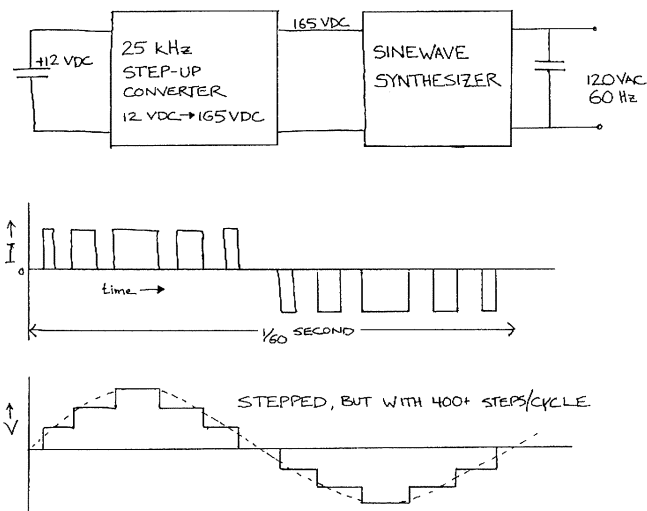 +12 VDC
25 kHz
STEP-UP
CONVERTER
12 VDC→165 VDC
165 VDC
SINEWAVE
SYNTHESIZER
120 VAC
60 Hz
↑
I
0
time →
1/60 SECOND
↑
V
STEPPED, BUT WITH 400+ STEPS/CYCLE